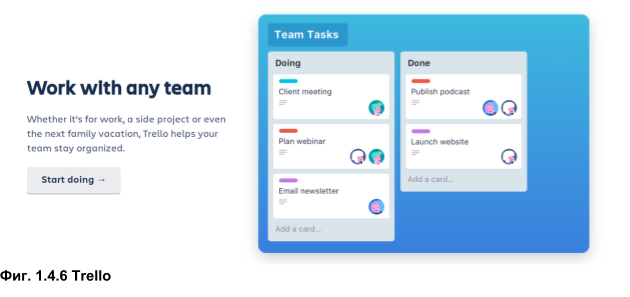 Work with any team
Whether it's for work, a side project or even
the next family vacation, Trello helps your
team stay organized.
Start doing →
Team Tasks
Doing
Client meeting
Plan webinar
Email newsletter
Add a card...
Done
Publish podcast
Launch website
Add a card...
Фиг. 1.4.6 Trello